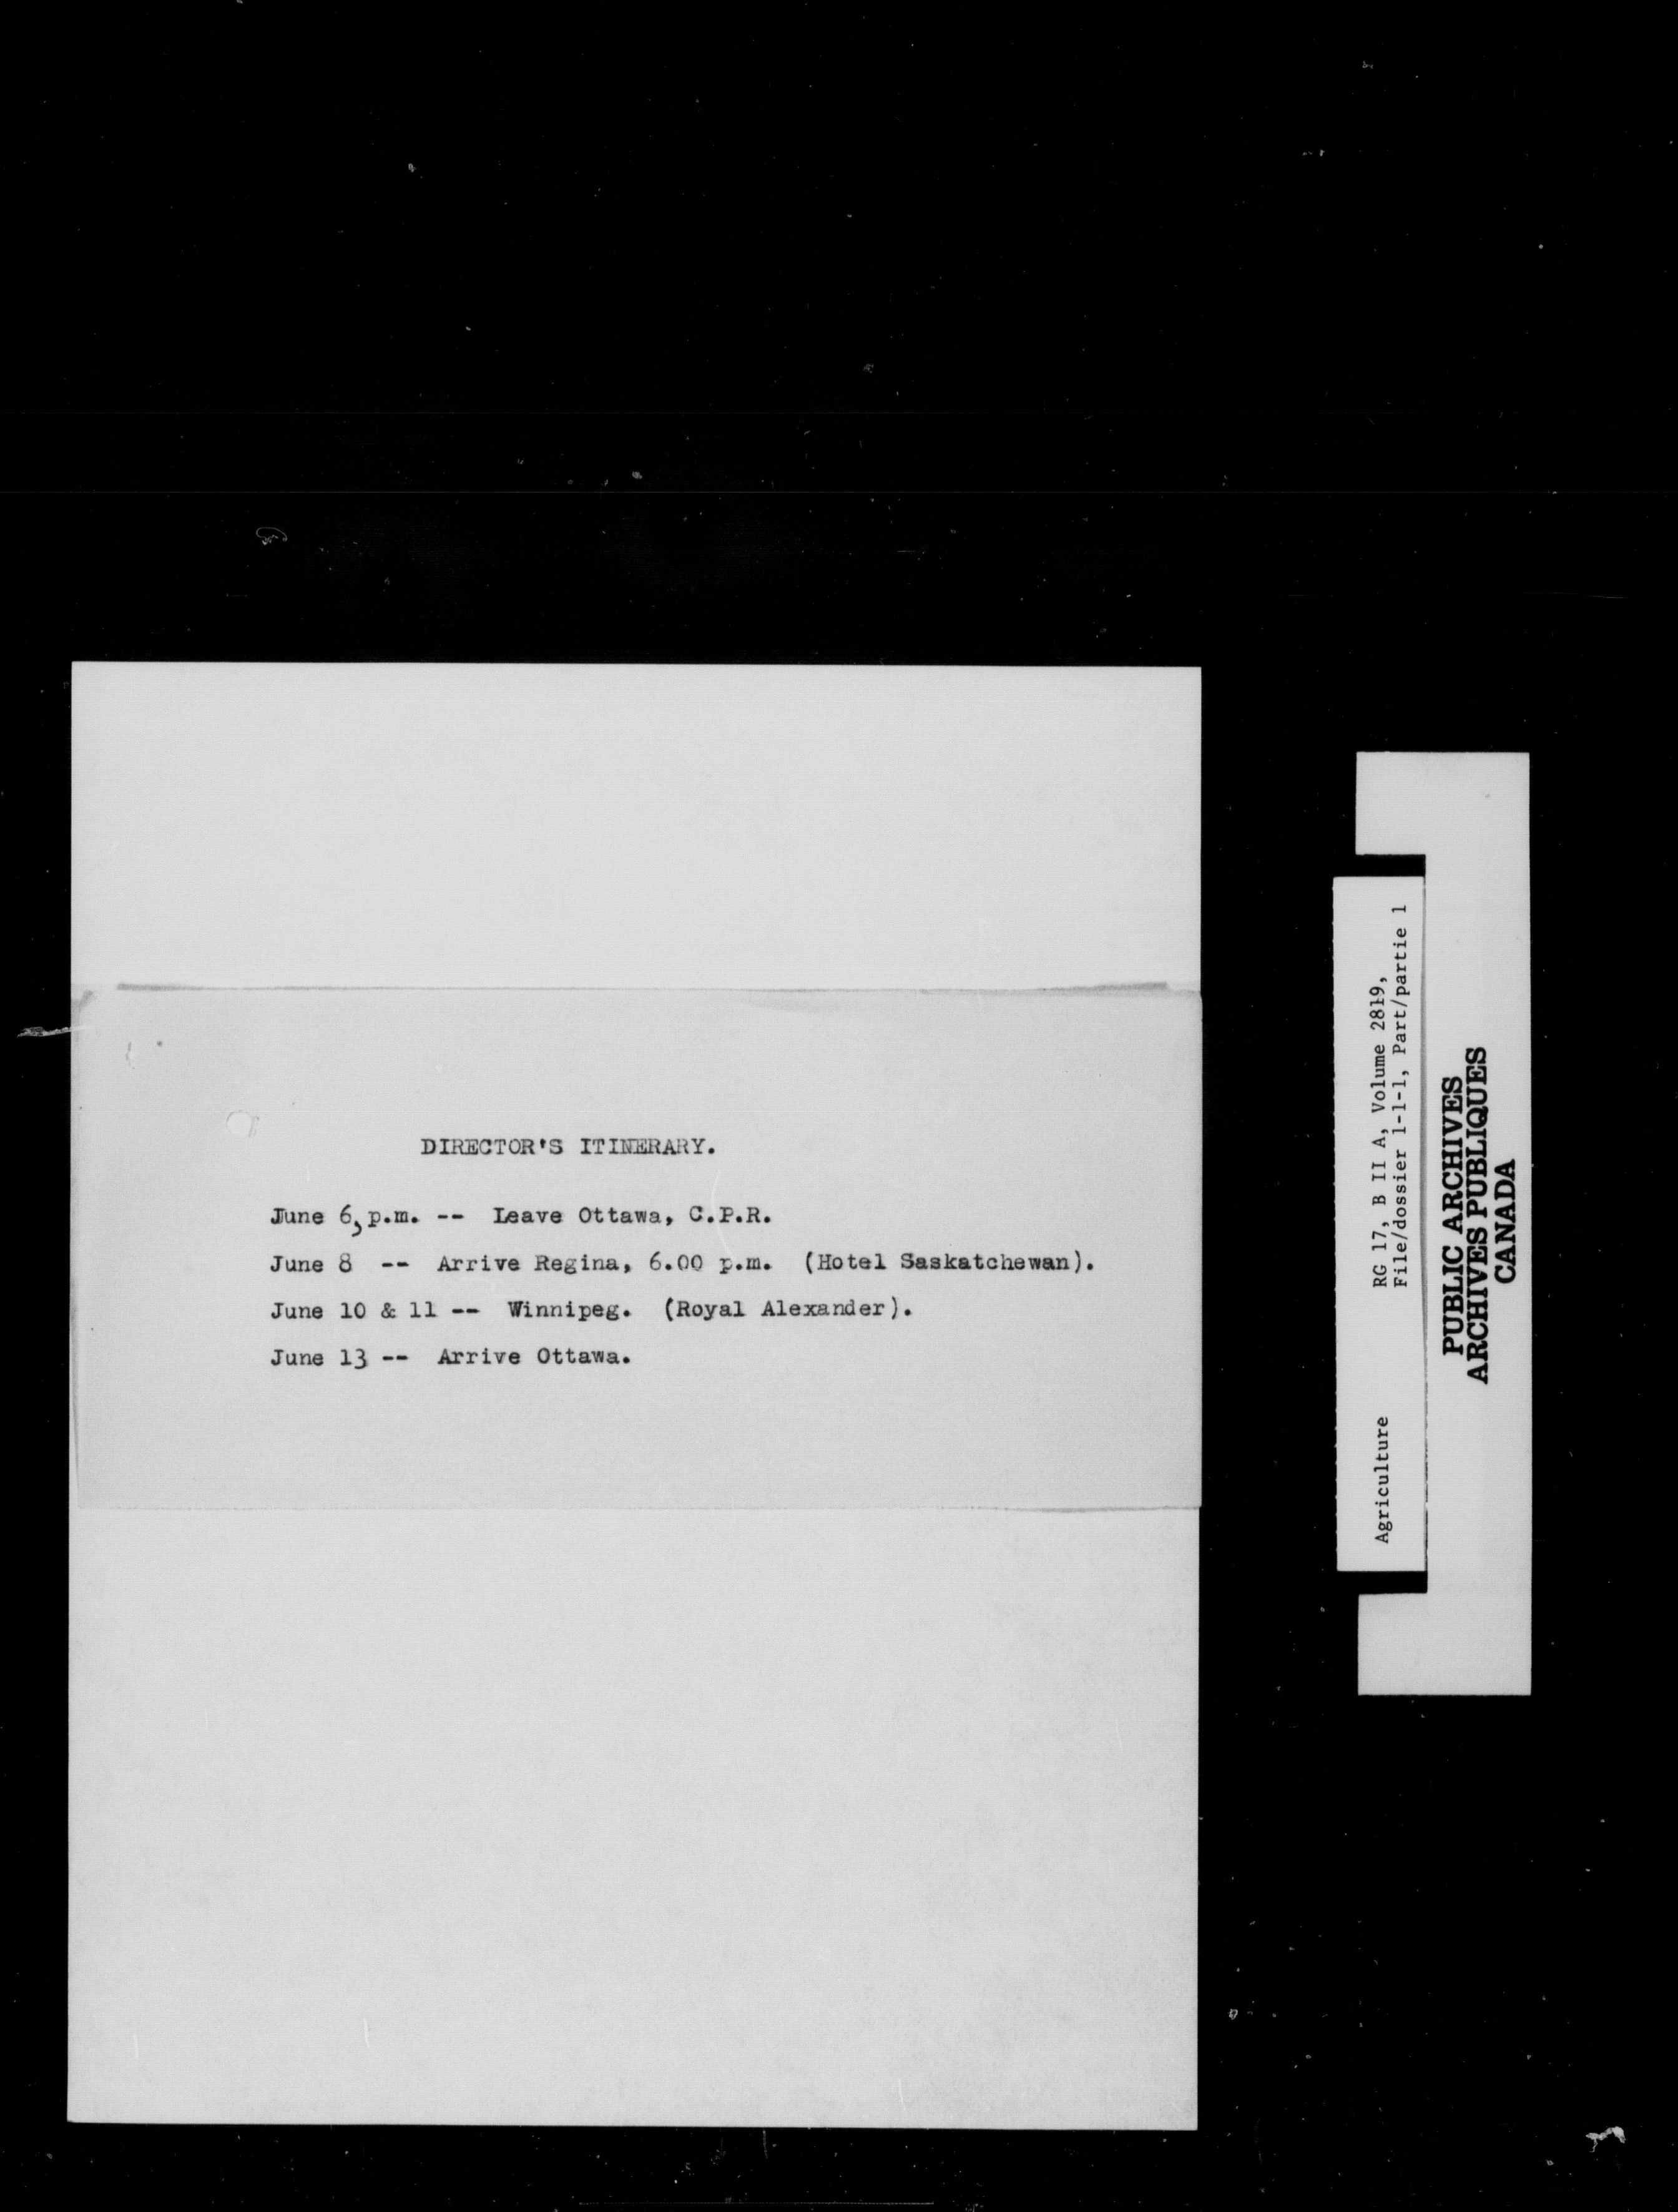 DIRECTOR'S ITINERARY.
June 6, p.m. -- Leave Ottawa, C.P.R.
June 8 -- Arrive Regina, 6.00 p.m. (Hotel Saskatchewan).
June 10 & 11 -- Winnipeg. (Royal Alexander).
June 13 -- Arrive Ottawa.
Agriculture RG 17, B II A, Volume 2819,
File/dossier 1-1-1, Part/partie 1
PUBLIC ARCHIVES
ARCHIVES PUBLIQUES
CANADA